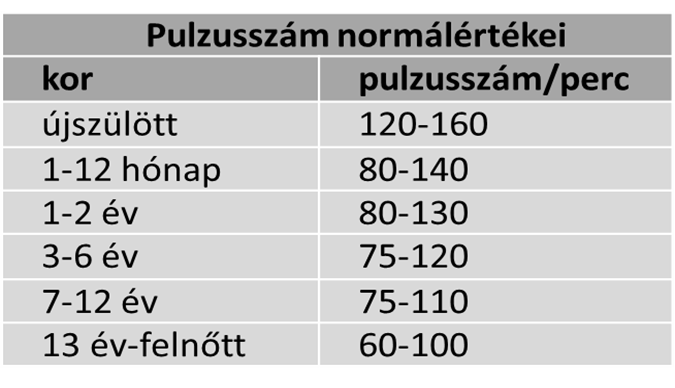 Pulzusszám normálértékei
kor pulzusszám/perc
újszülött 120-160
1-12 hónap 80-140
1-2 év 80-130
3-6 év 75-120
7-12 év 75-110
13 év-felnőtt 60-100